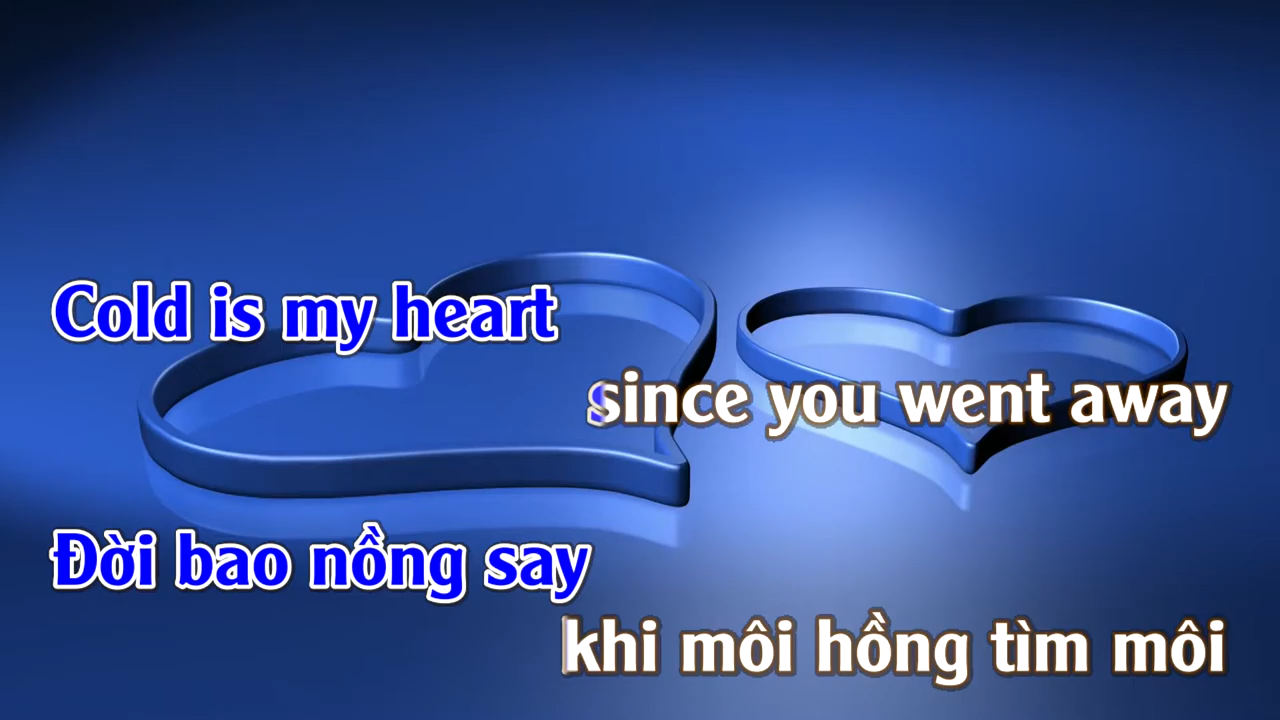 Cold is my heart
since you went away
Đời bao nồng say
khi môi hồng tìm môi